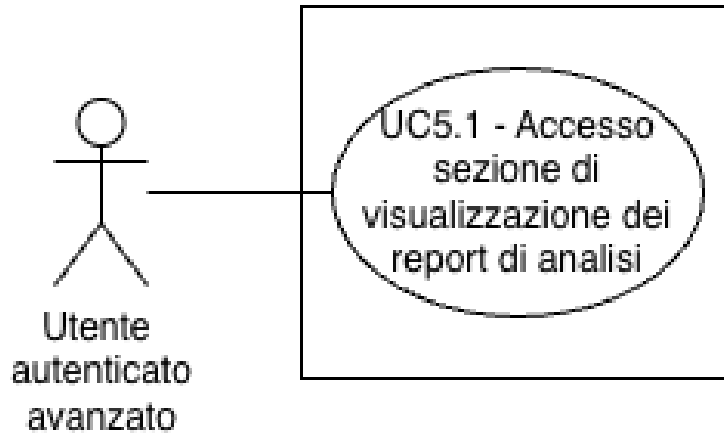 UC5.1 - Accesso
sezione di
visualizzazione dei
report di analisi
Utente
autenticato
avanzato